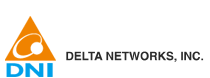 DELTA NETWORKS, INC.
DNI